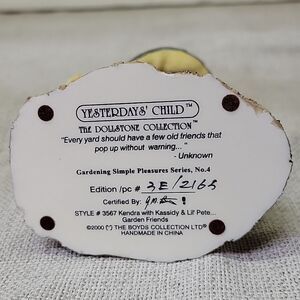 YESTERDAYS' CHILD™
THE DOLLSTONE COLLECTION™
"Every yard should have a few old friends that
pop up without warning..."
- Unknown
Gardening Simple Pleasures Series, No.4
Edition /pc # 3E/2165
Certified By:
STYLE # 3567 Kendra with Kassidy & Lil' Pete...
Garden Friends
©2000 (*) THE BOYDS COLLECTION LTD®
HANDMADE IN CHINA